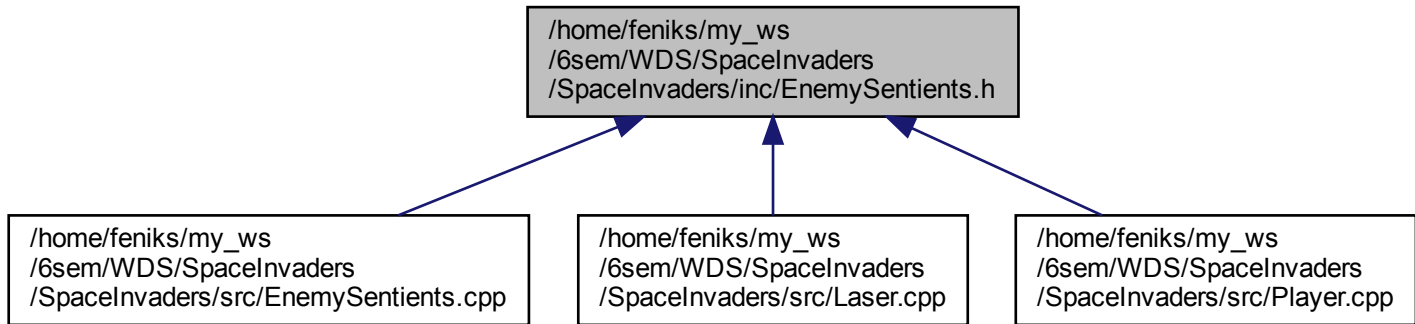 /home/feniks/my_ws
/6sem/WDS/SpaceInvaders
/SpaceInvaders/inc/EnemySentients.h
/home/feniks/my_ws
/6sem/WDS/SpaceInvaders
/SpaceInvaders/src/EnemySentients.cpp
/home/feniks/my_ws
/6sem/WDS/SpaceInvaders
/SpaceInvaders/src/Laser.cpp
/home/feniks/my_ws
/6sem/WDS/SpaceInvaders
/SpaceInvaders/src/Player.cpp